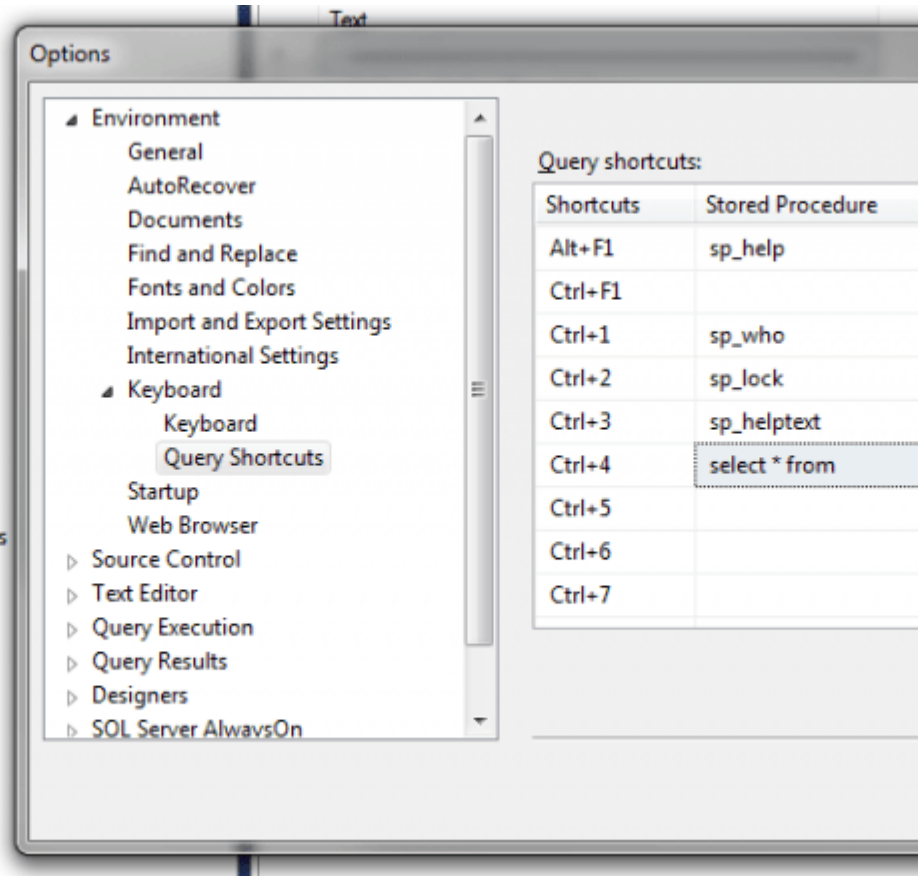 Text
Options
Environment
General
AutoRecover
Documents
Find and Replace
Fonts and Colors
Import and Export Settings
International Settings
Keyboard
Keyboard
Query Shortcuts
Startup
Web Browser
Source Control
Text Editor
Query Execution
Query Results
Designers
SQL Server AlwaysOn
s
Query shortcuts:
Shortcuts Stored Procedure
Alt+F1 sp_help
Ctrl+F1
Ctrl+1 sp_who
Ctrl+2 sp_lock
Ctrl+3 sp_helptext
Ctrl+4 select * from
Ctrl+5
Ctrl+6
Ctrl+7